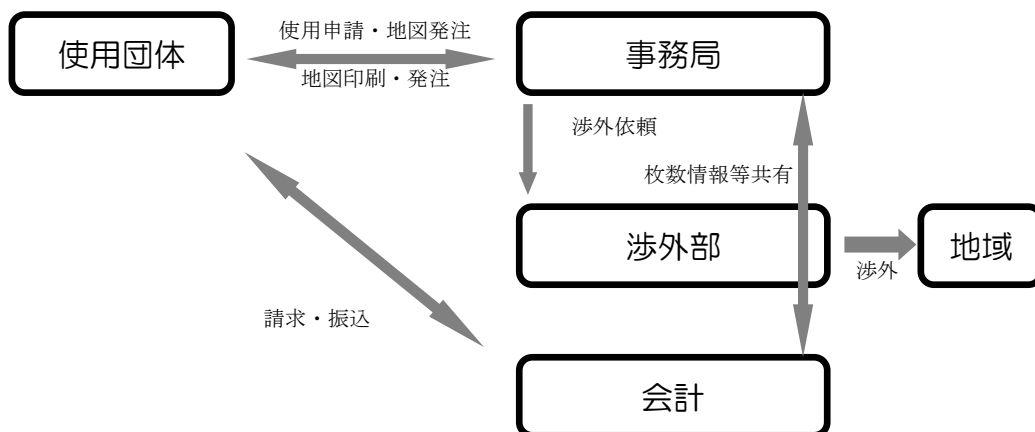 使用申請・地図発注
使用団体
事務局
地図印刷・発注
渉外依頼
枚数情報等共有
渉外部
地域
渉外
請求・振込
会計